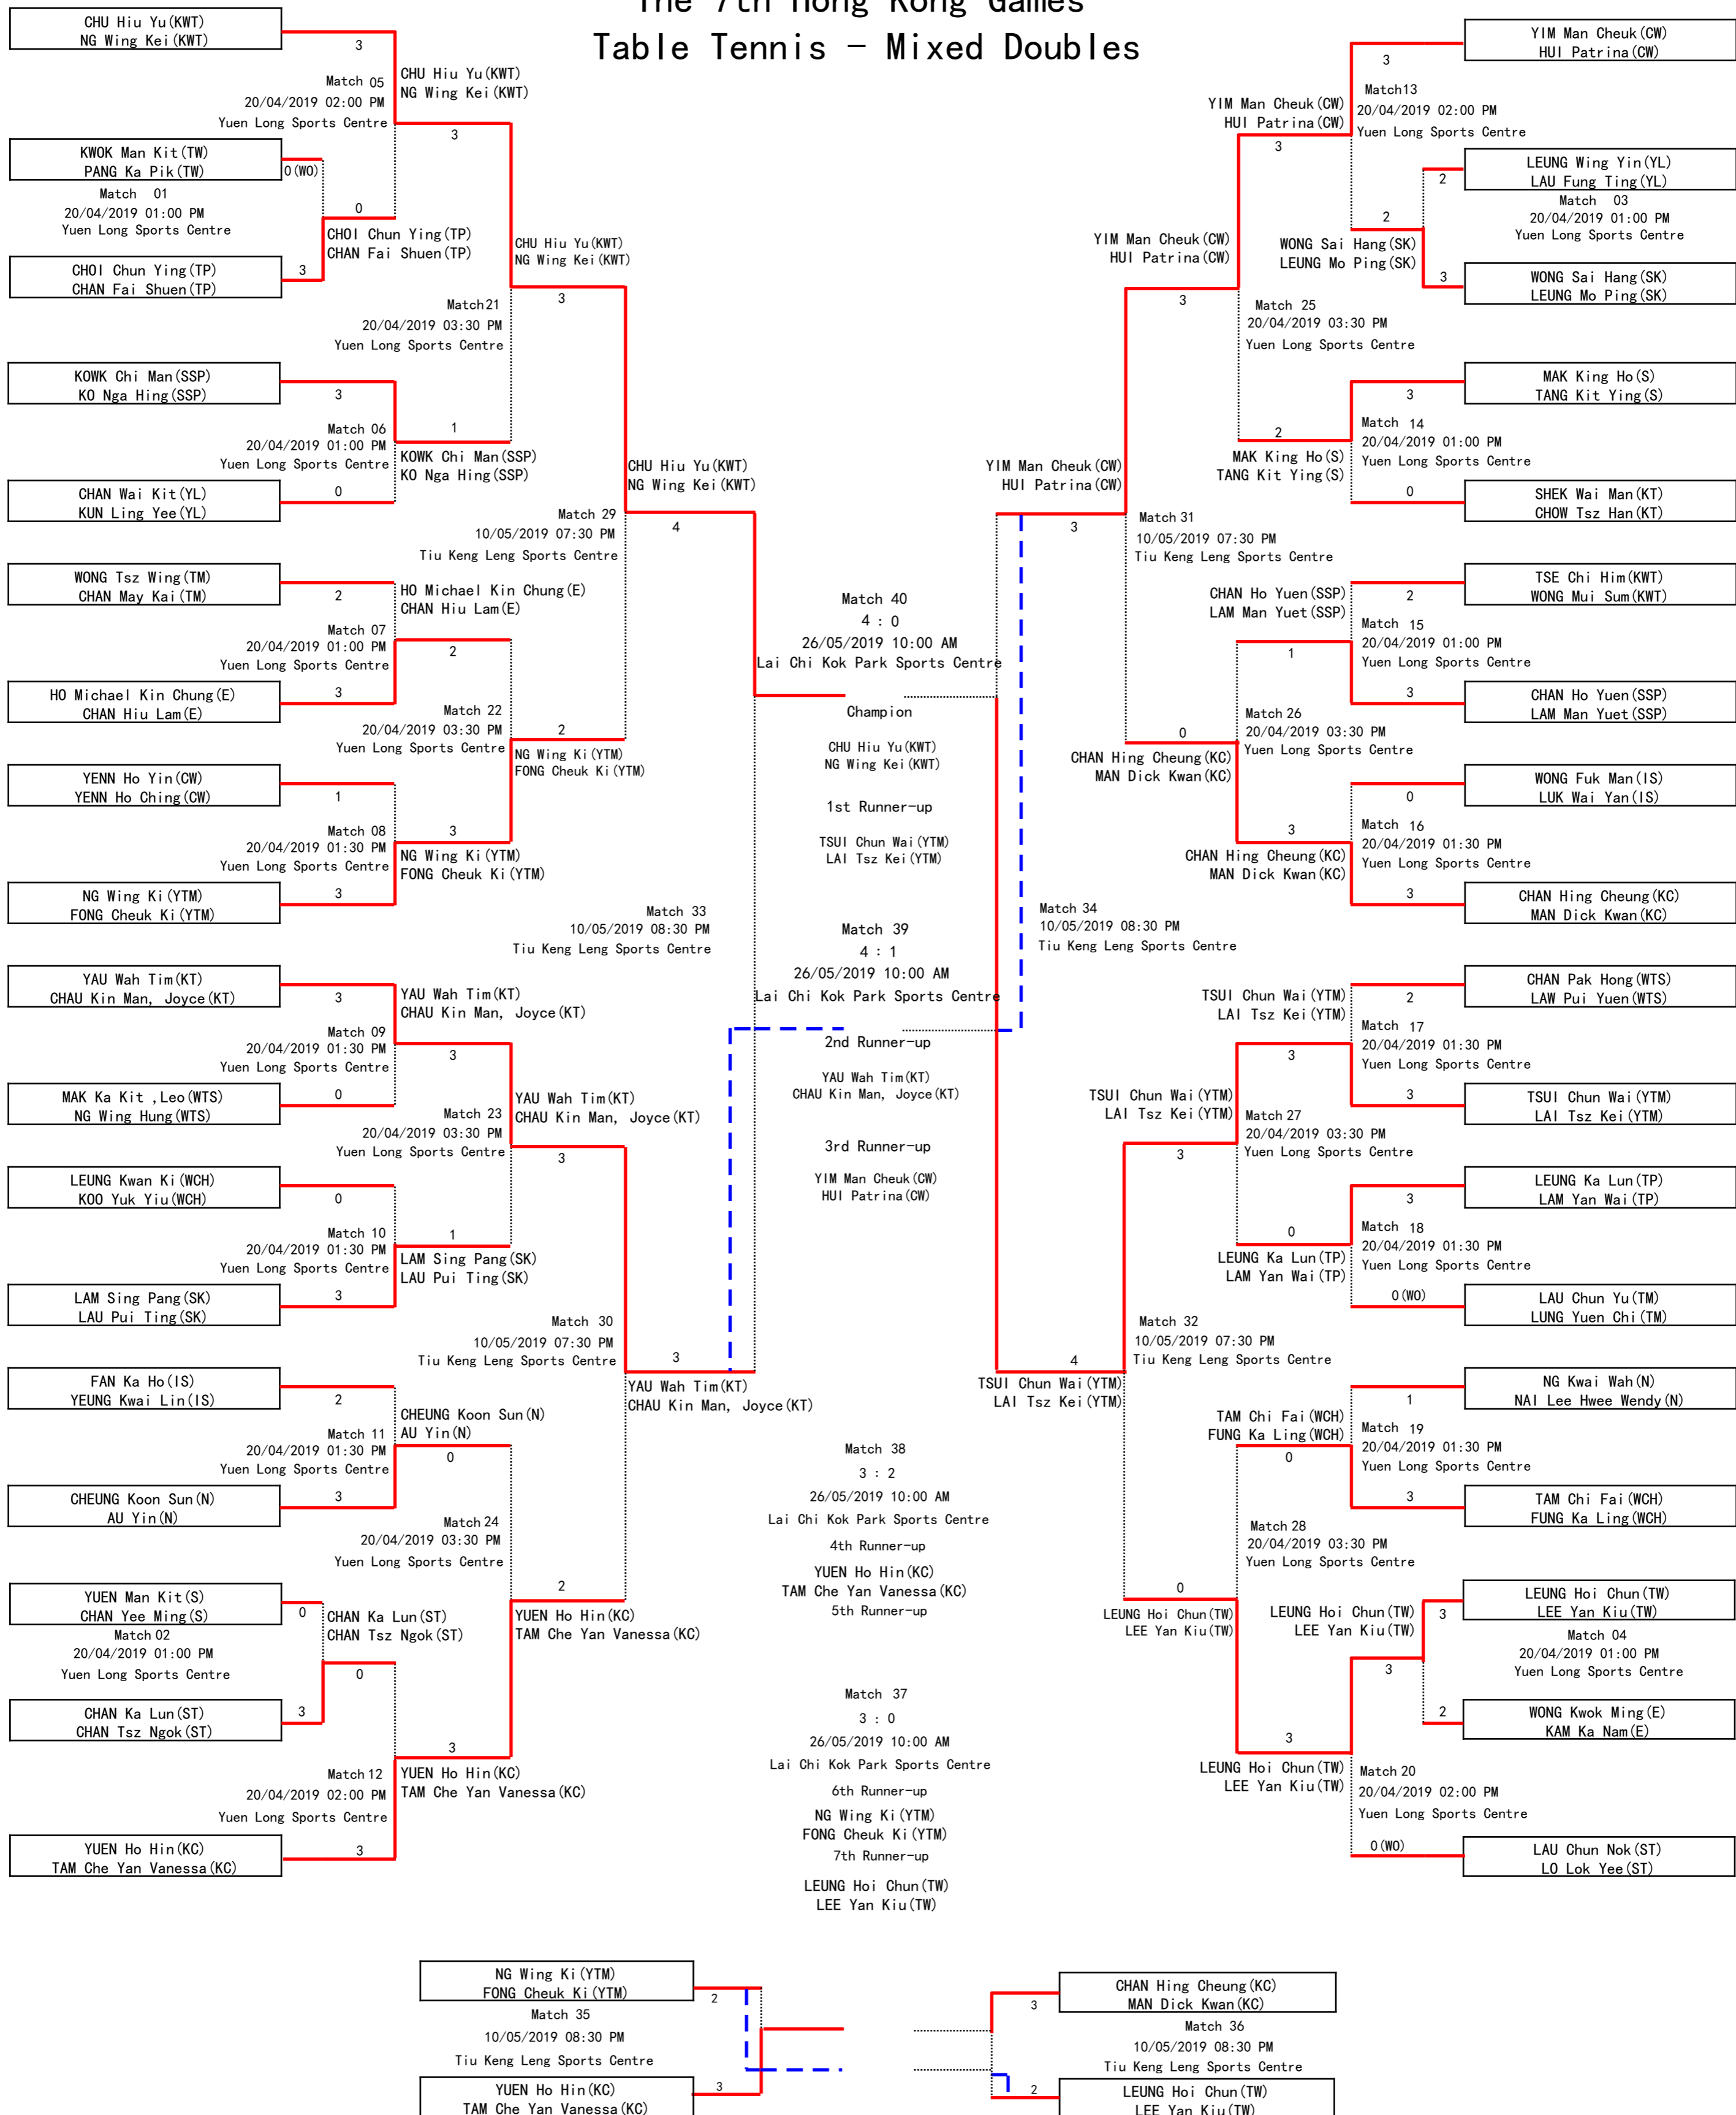 The 7th Hong Kong Games
Table Tennis - Mixed Doubles
CHU Hiu Yu(KWT)
NG Wing Kei(KWT)
3
Match 05
20/04/2019 02:00 PM
Yuen Long Sports Centre
CHU Hiu Yu(KWT)
NG Wing Kei(KWT)
3
KWOK Man Kit(TW)
PANG Ka Pik(TW)
0(WO)
Match 01
20/04/2019 01:00 PM
Yuen Long Sports Centre
0
CHOI Chun Ying(TP)
CHAN Fai Shuen(TP)
CHOI Chun Ying(TP)
CHAN Fai Shuen(TP)
3
CHU Hiu Yu(KWT)
NG Wing Kei(KWT)
3
Match21
20/04/2019 03:30 PM
Yuen Long Sports Centre
KOWK Chi Man(SSP)
KO Nga Hing(SSP)
3
Match 06
20/04/2019 01:00 PM
Yuen Long Sports Centre
1
KOWK Chi Man(SSP)
KO Nga Hing(SSP)
CHAN Wai Kit(YL)
KUN Ling Yee(YL)
0
CHU Hiu Yu(KWT)
NG Wing Kei(KWT)
4
Match 29
10/05/2019 07:30 PM
Tiu Keng Leng Sports Centre
WONG Tsz Wing(TM)
CHAN May Kai(TM)
2
HO Michael Kin Chung(E)
CHAN Hiu Lam(E)
Match 07
20/04/2019 01:00 PM
Yuen Long Sports Centre
2
HO Michael Kin Chung(E)
CHAN Hiu Lam(E)
3
Match 22
20/04/2019 03:30 PM
Yuen Long Sports Centre
2
NG Wing Ki(YTM)
FONG Cheuk Ki(YTM)
YENN Ho Yin(CW)
YENN Ho Ching(CW)
1
Match 08
20/04/2019 01:30 PM
Yuen Long Sports Centre
3
NG Wing Ki(YTM)
FONG Cheuk Ki(YTM)
NG Wing Ki(YTM)
FONG Cheuk Ki(YTM)
3
Match 33
10/05/2019 08:30 PM
Tiu Keng Leng Sports Centre
YAU Wah Tim(KT)
CHAU Kin Man, Joyce(KT)
3
YAU Wah Tim(KT)
CHAU Kin Man, Joyce(KT)
Match 09
20/04/2019 01:30 PM
Yuen Long Sports Centre
3
MAK Ka Kit ,Leo(WTS)
NG Wing Hung(WTS)
0
Match 23
20/04/2019 03:30 PM
Yuen Long Sports Centre
YAU Wah Tim(KT)
CHAU Kin Man, Joyce(KT)
3
LEUNG Kwan Ki(WCH)
KOO Yuk Yiu(WCH)
0
Match 10
20/04/2019 01:30 PM
Yuen Long Sports Centre
1
LAM Sing Pang(SK)
LAU Pui Ting(SK)
LAM Sing Pang(SK)
LAU Pui Ting(SK)
3
Match 30
10/05/2019 07:30 PM
Tiu Keng Leng Sports Centre
3
YAU Wah Tim(KT)
CHAU Kin Man, Joyce(KT)
FAN Ka Ho(IS)
YEUNG Kwai Lin(IS)
2
CHEUNG Koon Sun(N)
AU Yin(N)
Match 11
20/04/2019 01:30 PM
Yuen Long Sports Centre
0
CHEUNG Koon Sun(N)
AU Yin(N)
3
Match 24
20/04/2019 03:30 PM
Yuen Long Sports Centre
2
YUEN Ho Hin(KC)
TAM Che Yan Vanessa(KC)
YUEN Man Kit(S)
CHAN Yee Ming(S)
0
CHAN Ka Lun(ST)
CHAN Tsz Ngok(ST)
Match 02
20/04/2019 01:00 PM
Yuen Long Sports Centre
0
CHAN Ka Lun(ST)
CHAN Tsz Ngok(ST)
3
Match 12
20/04/2019 02:00 PM
Yuen Long Sports Centre
3
YUEN Ho Hin(KC)
TAM Che Yan Vanessa(KC)
YUEN Ho Hin(KC)
TAM Che Yan Vanessa(KC)
3
Match 40
4 : 0
26/05/2019 10:00 AM
Lai Chi Kok Park Sports Centre
Champion
CHU Hiu Yu(KWT)
NG Wing Kei(KWT)
1st Runner-up
TSUI Chun Wai(YTM)
LAI Tsz Kei(YTM)
Match 39
4 : 1
26/05/2019 10:00 AM
Lai Chi Kok Park Sports Centre
2nd Runner-up
YAU Wah Tim(KT)
CHAU Kin Man, Joyce(KT)
3rd Runner-up
YIM Man Cheuk(CW)
HUI Patrina(CW)
Match 38
3 : 2
26/05/2019 10:00 AM
Lai Chi Kok Park Sports Centre
4th Runner-up
YUEN Ho Hin(KC)
TAM Che Yan Vanessa(KC)
5th Runner-up
Match 37
3 : 0
26/05/2019 10:00 AM
Lai Chi Kok Park Sports Centre
6th Runner-up
NG Wing Ki(YTM)
FONG Cheuk Ki(YTM)
7th Runner-up
LEUNG Hoi Chun(TW)
LEE Yan Kiu(TW)
YIM Man Cheuk(CW)
HUI Patrina(CW)
3
Match13
20/04/2019 02:00 PM
Yuen Long Sports Centre
YIM Man Cheuk(CW)
HUI Patrina(CW)
3
LEUNG Wing Yin(YL)
LAU Fung Ting(YL)
2
Match 03
20/04/2019 01:00 PM
Yuen Long Sports Centre
2
WONG Sai Hang(SK)
LEUNG Mo Ping(SK)
WONG Sai Hang(SK)
LEUNG Mo Ping(SK)
3
YIM Man Cheuk(CW)
HUI Patrina(CW)
3
Match 25
20/04/2019 03:30 PM
Yuen Long Sports Centre
MAK King Ho(S)
TANG Kit Ying(S)
3
Match 14
20/04/2019 01:00 PM
Yuen Long Sports Centre
2
MAK King Ho(S)
TANG Kit Ying(S)
SHEK Wai Man(KT)
CHOW Tsz Han(KT)
0
YIM Man Cheuk(CW)
HUI Patrina(CW)
3
Match 31
10/05/2019 07:30 PM
Tiu Keng Leng Sports Centre
TSE Chi Him(KWT)
WONG Mui Sum(KWT)
2
CHAN Ho Yuen(SSP)
LAM Man Yuet(SSP)
Match 15
20/04/2019 01:00 PM
Yuen Long Sports Centre
1
CHAN Ho Yuen(SSP)
LAM Man Yuet(SSP)
3
Match 26
20/04/2019 03:30 PM
Yuen Long Sports Centre
0
CHAN Hing Cheung(KC)
MAN Dick Kwan(KC)
WONG Fuk Man(IS)
LUK Wai Yan(IS)
0
Match 16
20/04/2019 01:30 PM
Yuen Long Sports Centre
3
CHAN Hing Cheung(KC)
MAN Dick Kwan(KC)
CHAN Hing Cheung(KC)
MAN Dick Kwan(KC)
3
Match 34
10/05/2019 08:30 PM
Tiu Keng Leng Sports Centre
CHAN Pak Hong(WTS)
LAW Pui Yuen(WTS)
2
TSUI Chun Wai(YTM)
LAI Tsz Kei(YTM)
Match 17
20/04/2019 01:30 PM
Yuen Long Sports Centre
3
TSUI Chun Wai(YTM)
LAI Tsz Kei(YTM)
3
TSUI Chun Wai(YTM)
LAI Tsz Kei(YTM)
Match 27
20/04/2019 03:30 PM
Yuen Long Sports Centre
3
LEUNG Ka Lun(TP)
LAM Yan Wai(TP)
3
Match 18
20/04/2019 01:30 PM
Yuen Long Sports Centre
0
LEUNG Ka Lun(TP)
LAM Yan Wai(TP)
LAU Chun Yu(TM)
LUNG Yuen Chi(TM)
0(WO)
Match 32
10/05/2019 07:30 PM
Tiu Keng Leng Sports Centre
4
TSUI Chun Wai(YTM)
LAI Tsz Kei(YTM)
NG Kwai Wah(N)
NAI Lee Hwee Wendy(N)
1
TAM Chi Fai(WCH)
FUNG Ka Ling(WCH)
Match 19
20/04/2019 01:30 PM
Yuen Long Sports Centre
0
TAM Chi Fai(WCH)
FUNG Ka Ling(WCH)
3
Match 28
20/04/2019 03:30 PM
Yuen Long Sports Centre
0
LEUNG Hoi Chun(TW)
LEE Yan Kiu(TW)
LEUNG Hoi Chun(TW)
LEE Yan Kiu(TW)
3
LEUNG Hoi Chun(TW)
LEE Yan Kiu(TW)
Match 04
20/04/2019 01:00 PM
Yuen Long Sports Centre
3
WONG Kwok Ming(E)
KAM Ka Nam(E)
2
3
LEUNG Hoi Chun(TW)
LEE Yan Kiu(TW)
Match 20
20/04/2019 02:00 PM
Yuen Long Sports Centre
LAU Chun Nok(ST)
LO Lok Yee(ST)
0(WO)
NG Wing Ki(YTM)
FONG Cheuk Ki(YTM)
2
Match 35
10/05/2019 08:30 PM
Tiu Keng Leng Sports Centre
YUEN Ho Hin(KC)
TAM Che Yan Vanessa(KC)
3
CHAN Hing Cheung(KC)
MAN Dick Kwan(KC)
3
Match 36
10/05/2019 08:30 PM
Tiu Keng Leng Sports Centre
LEUNG Hoi Chun(TW)
LEE Yan Kiu(TW)
2